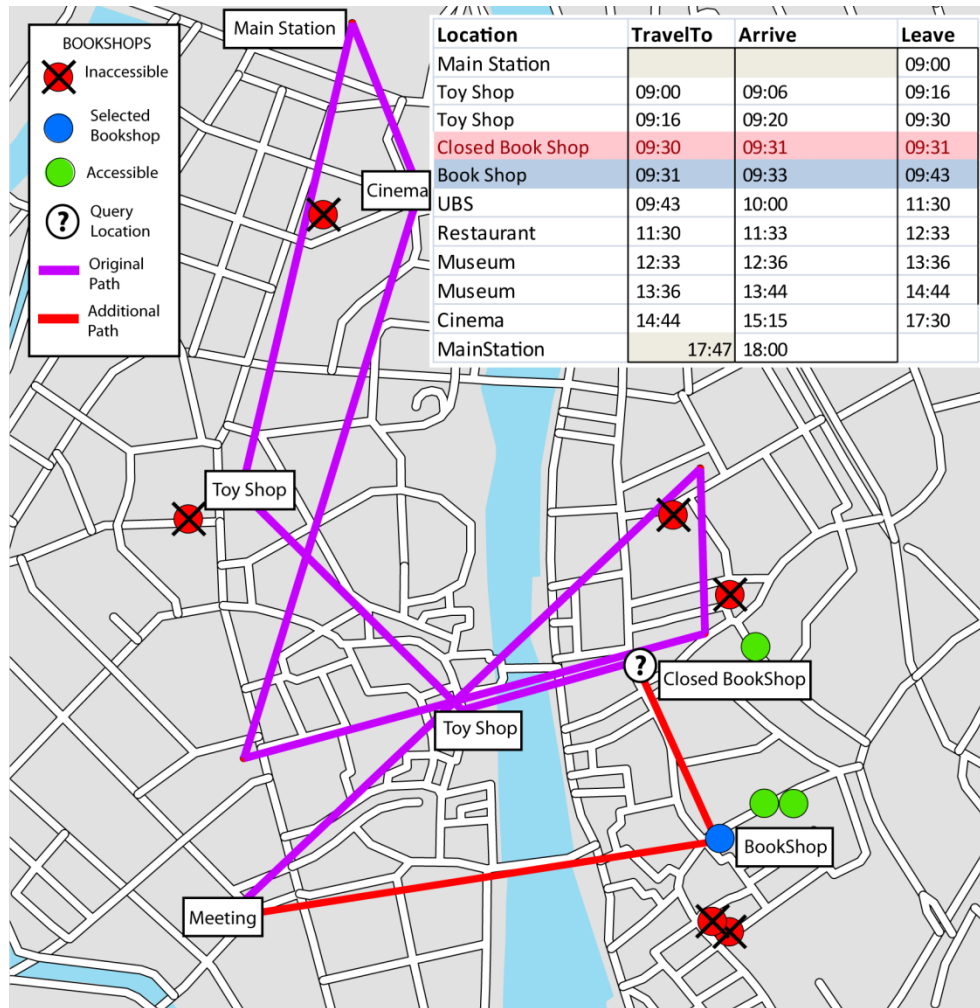 Main Station
BOOKSHOPS
Inaccessible
Selected
Bookshop
Accessible
?
Query
Location
Original
Path
Additional
Path
Location TravelTo Arrive Leave
Main Station 09:00
Toy Shop 09:00 09:06 09:16
Toy Shop 09:16 09:20 09:30
Closed Book Shop 09:30 09:31 09:31
Book Shop 09:31 09:33 09:43
UBS 09:43 10:00 11:30
Restaurant 11:30 11:33 12:33
Museum 12:33 12:36 13:36
Museum 13:36 13:44 14:44
Cinema 14:44 15:15 17:30
MainStation 17:47 18:00
Cinema
Toy Shop
?
Closed BookShop
Toy Shop
BookShop
Meeting